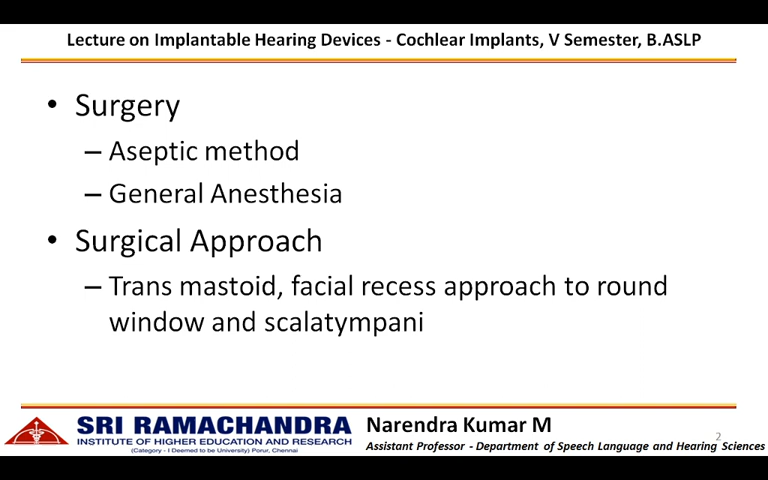 Lecture on Implantable Hearing Devices - Cochlear Implants, V Semester, B.ASLP
• Surgery
– Aseptic method
– General Anesthesia
• Surgical Approach
– Trans mastoid, facial recess approach to round
window and scalatympani
SRI RAMACHANDRA
INSTITUTE OF HIGHER EDUCATION AND RESEARCH
(Category - I Deemed to be University) Porur, Chennai
Narendra Kumar M
2
Assistant Professor - Department of Speech Language and Hearing Sciences